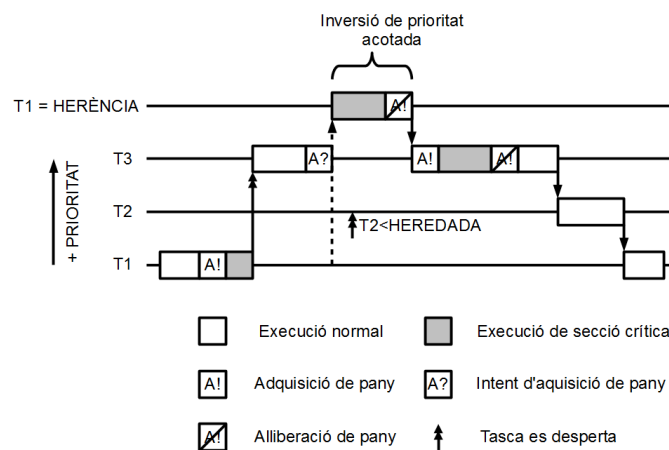 Inversió de prioritat
acotada
T1 = HERÈNCIA
A!
T3
A?
A!
A!
+ PRIORITAT
T2
T2<HEREDADA
T1
A!
Execució normal
Execució de secció crítica
A!
Adquisició de pany
A?
Intent d'aquisició de pany
A!
Alliberació de pany
Tasca es desperta